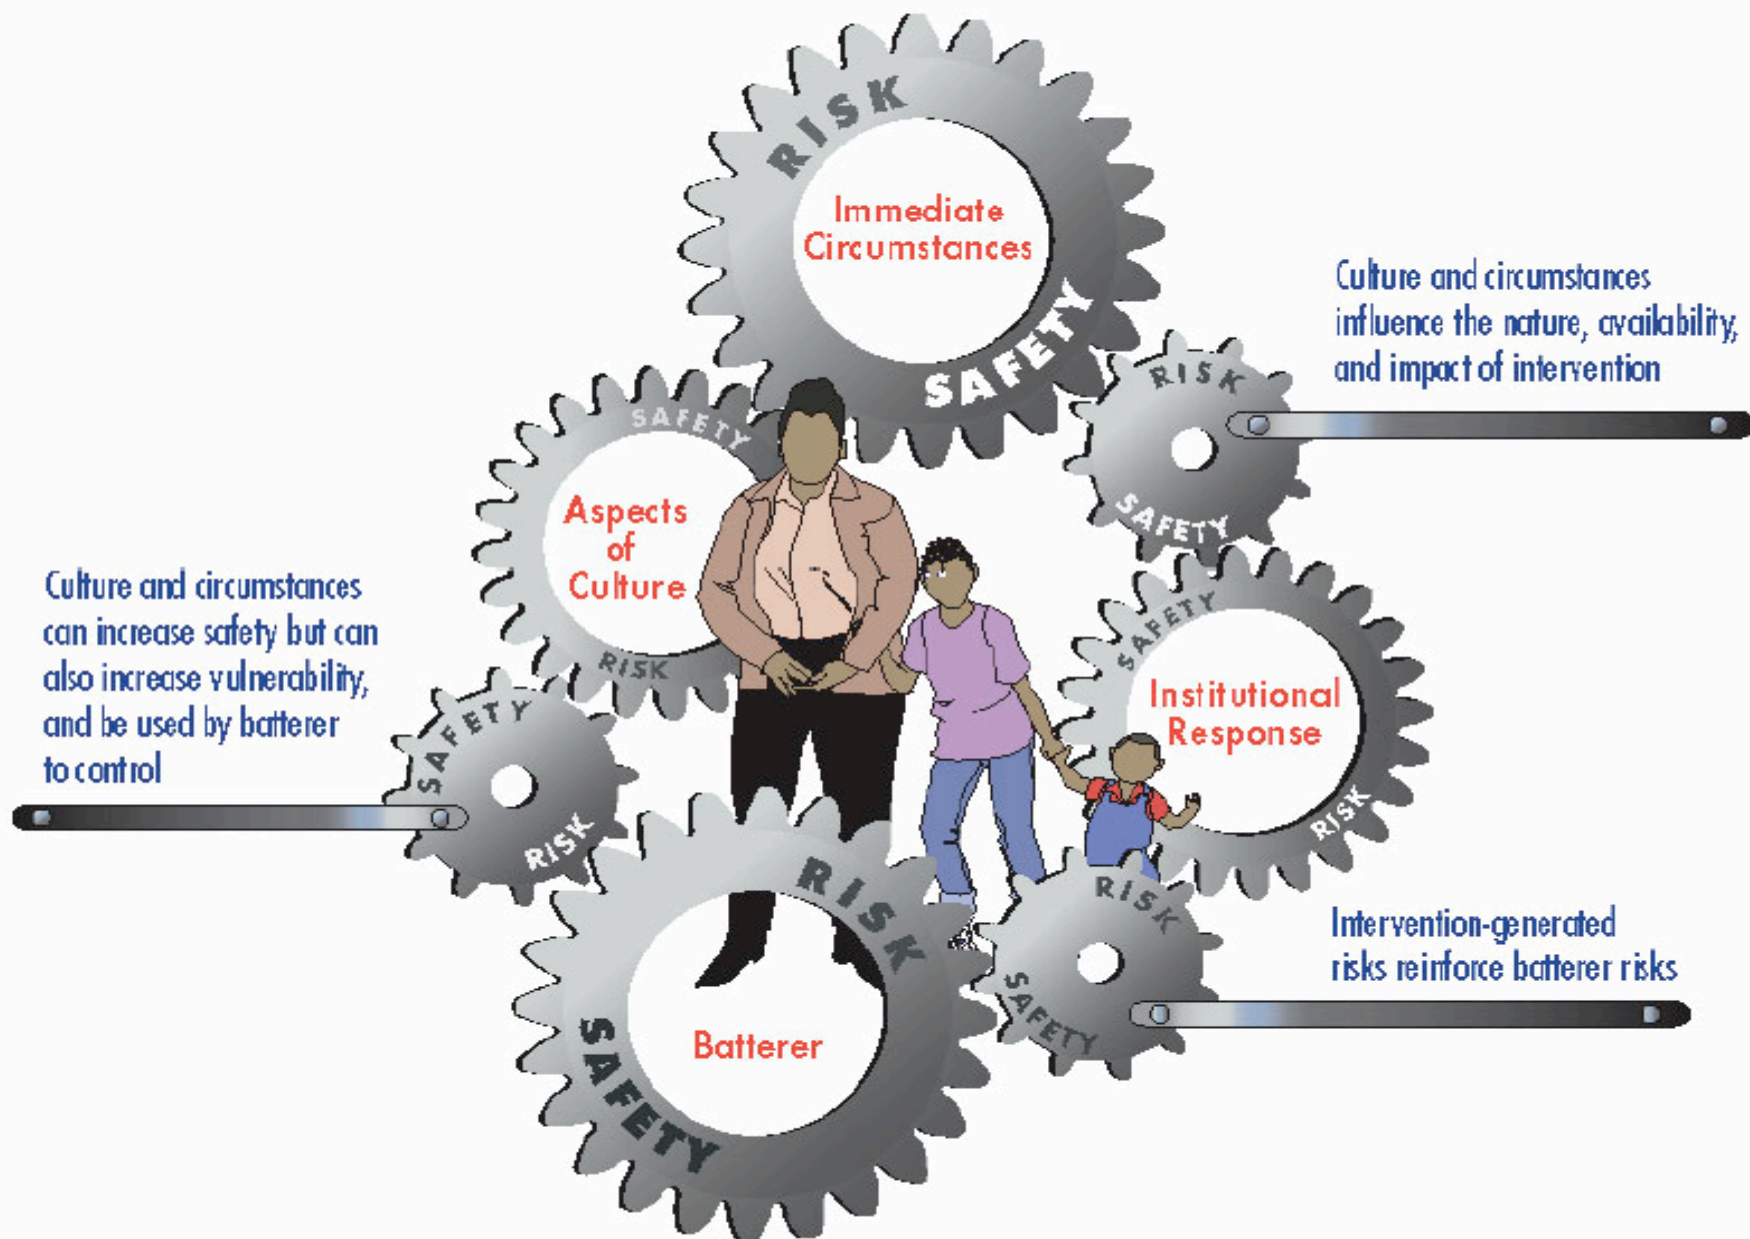 RISK
Immediate
Circumstances
SAFETY
Culture and circumstances
influence the nature, availability,
and impact of intervention
RISK
SAFETY
SAFETY
Aspects
of
Culture
RISK
Culture and circumstances
can increase safety but can
also increase vulnerability,
and be used by batterer
to control
SAFETY
RISK
SAFETY
Institutional
Response
RISK
RISK
SAFETY
Intervention-generated
risks reinforce batterer risks
RISK
Batterer
SAFETY